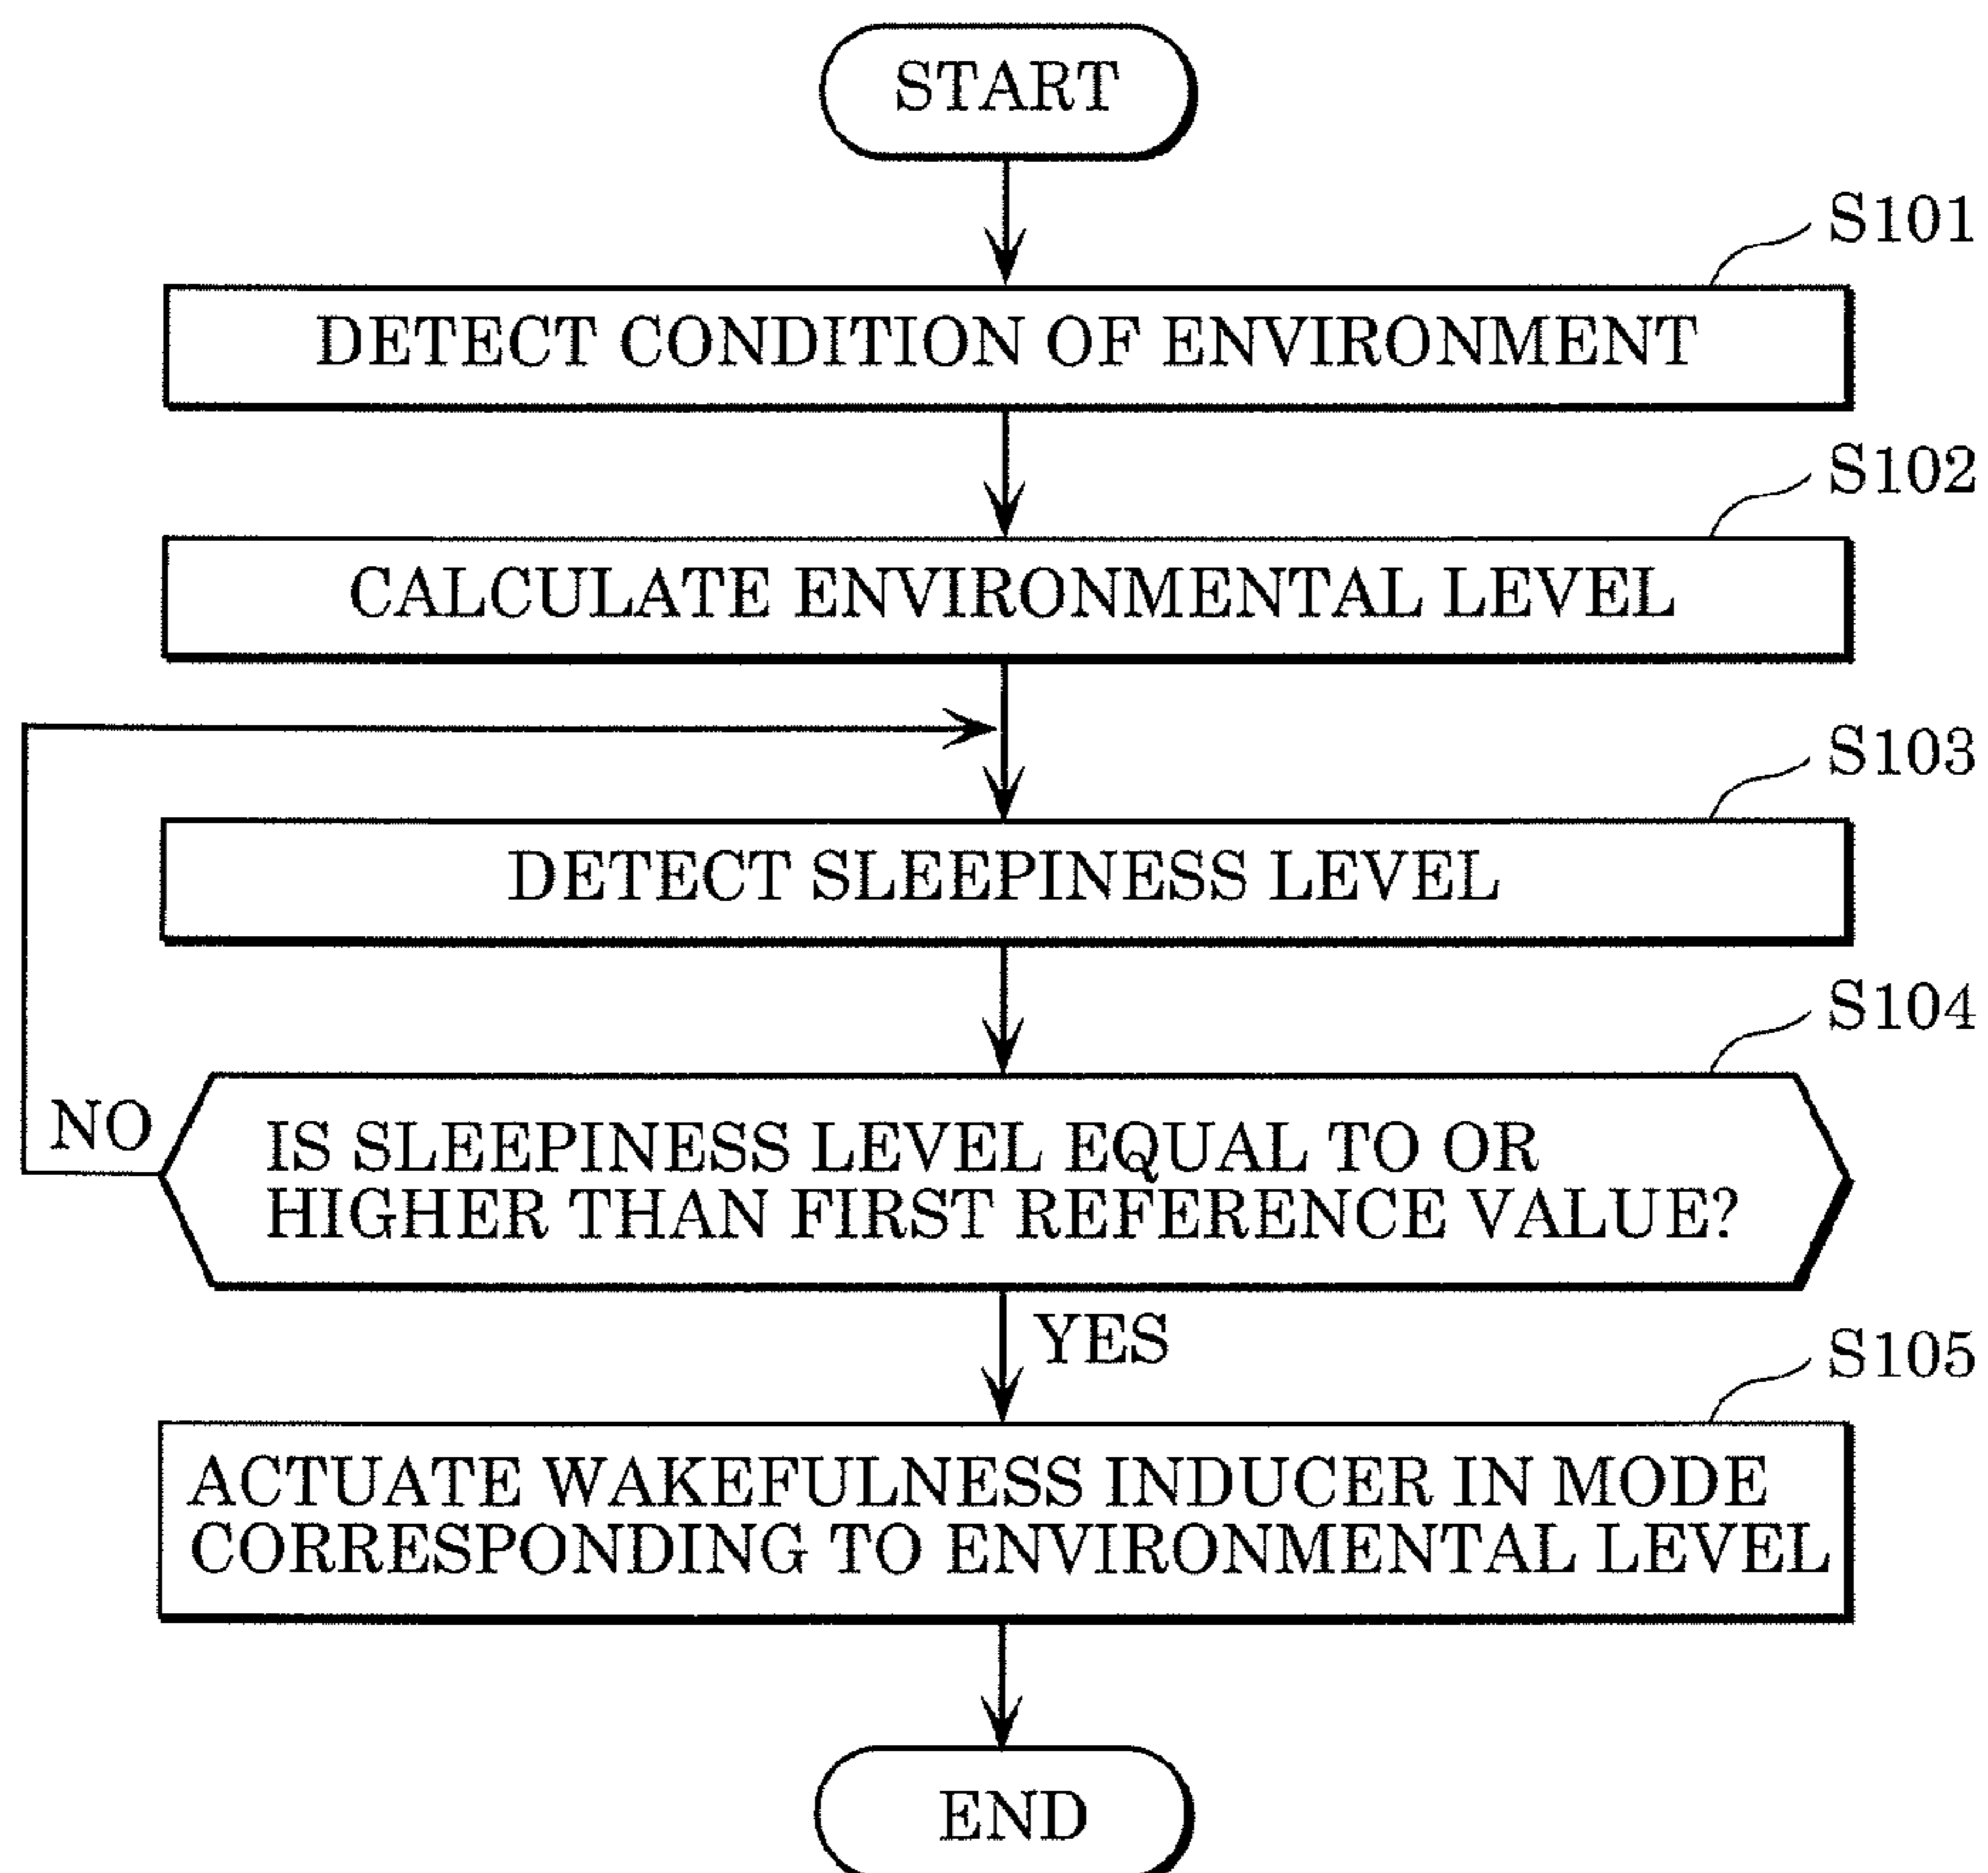 START
S101
DETECT CONDITION OF ENVIRONMENT
S102
CALCULATE ENVIRONMENTAL LEVEL
S103
DETECT SLEEPINESS LEVEL
S104
NO
IS SLEEPINESS LEVEL EQUAL TO OR
HIGHER THAN FIRST REFERENCE VALUE?
YES
S105
ACTUATE WAKEFULNESS INDUCER IN MODE
CORRESPONDING TO ENVIRONMENTAL LEVEL
END